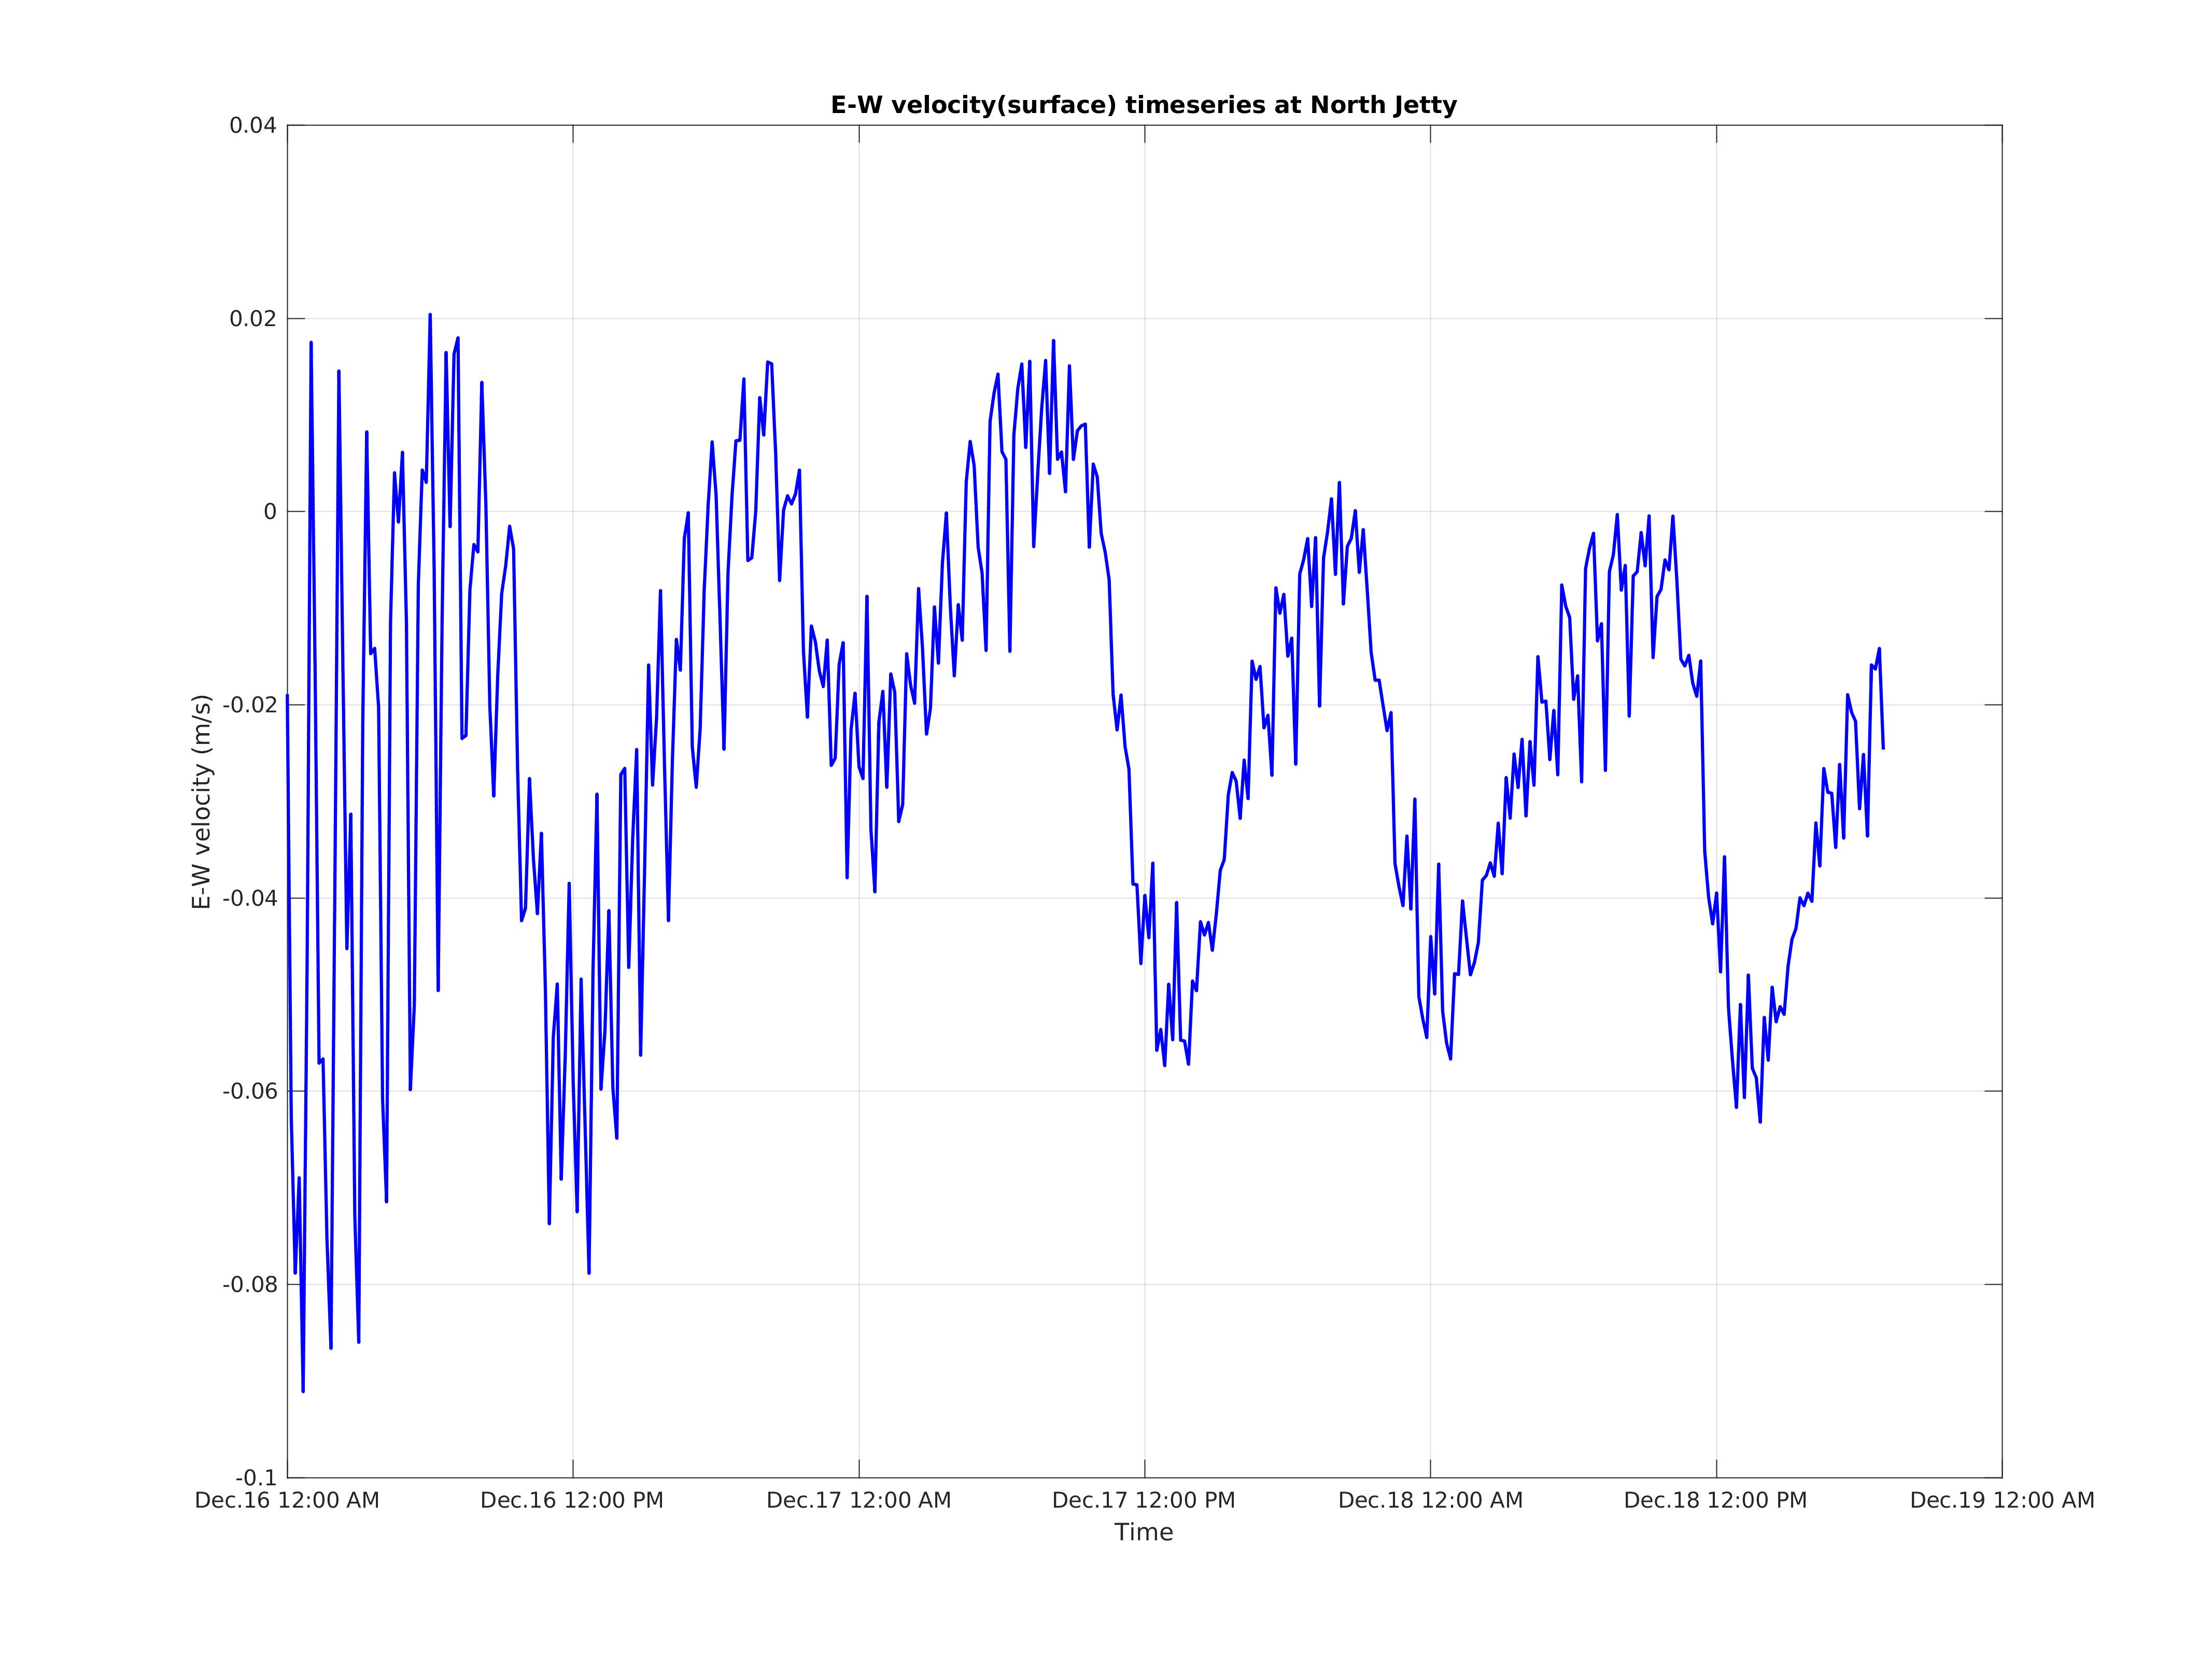 E-W velocity(surface) timeseries at North Jetty
0.04
0.02
0
-0.02
-0.04
-0.06
-0.08
-0.1
E-W velocity (m/s)
Dec.16 12:00 AM Dec.16 12:00 PM Dec.17 12:00 AM Dec.17 12:00 PM Dec.18 12:00 AM Dec.18 12:00 PM Dec.19 12:00 AM
Time